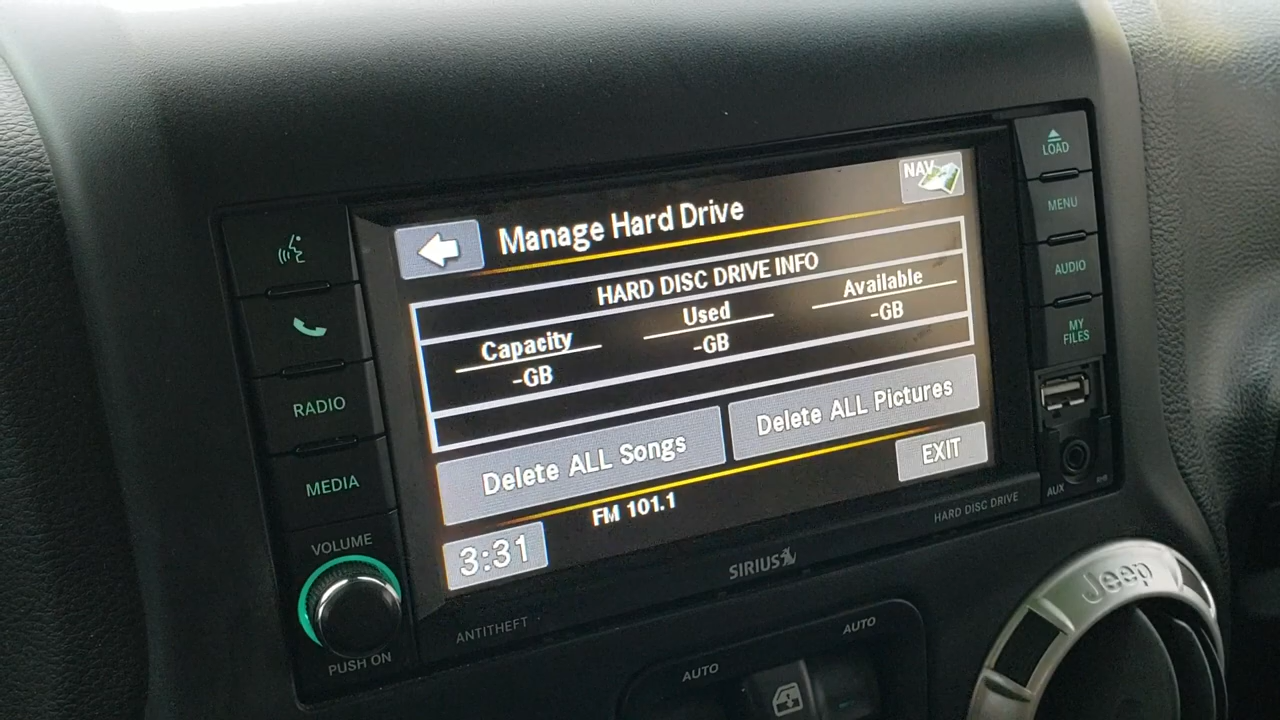 LOAD
MENU
AUDIO
MY
FILES
AUX
NAV
Manage Hard Drive
HARD DISC DRIVE INFO
Capacity
Used
Available
-GB
-GB
-GB
Delete ALL Songs
Delete ALL Pictures
EXIT
FM 101.1
3:31
RADIO
MEDIA
VOLUME
PUSH ON
ANTITHEFT
SIRIUS
HARD DISC DRIVE
AUTO
AUTO
Jeep